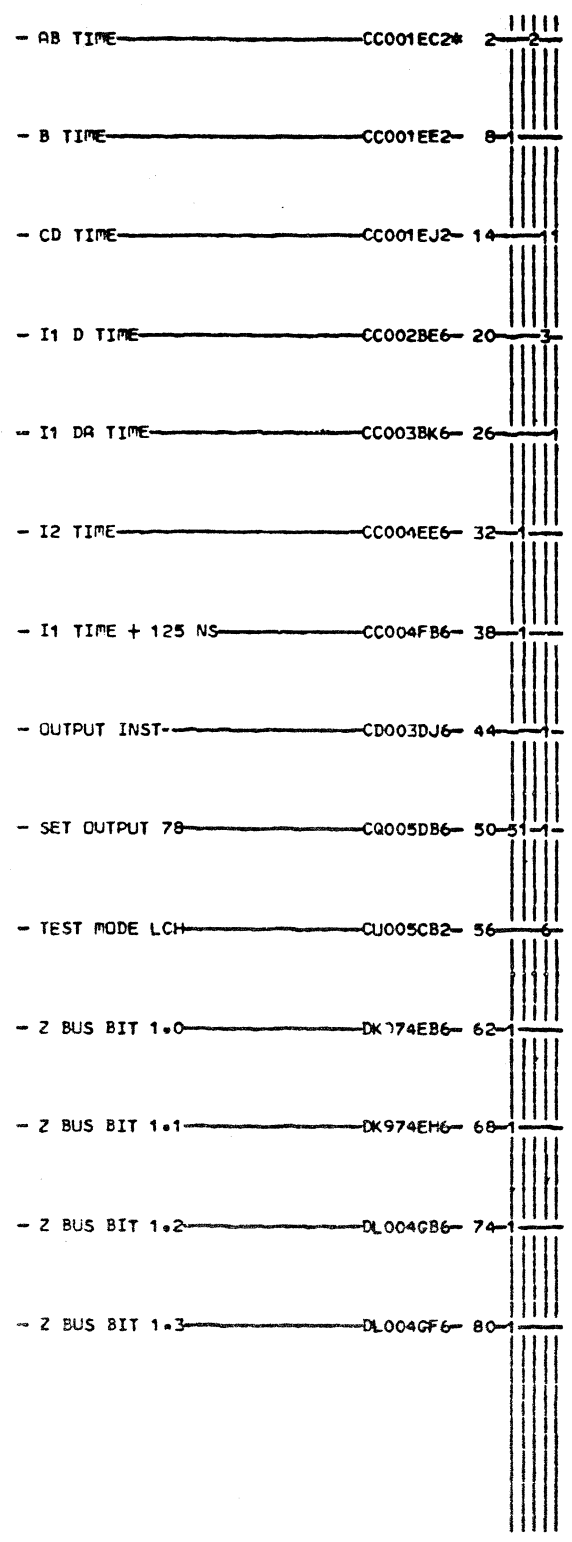 - AB TIME CC001EC2* 2 2
- B TIME CC001EE2- 8 1
- CD TIME CC001EJ2- 14 11
- I1 D TIME CC002BE6- 20 3
- I1 DA TIME CC003BK6- 26 1
- I2 TIME CC004EE6- 32 1
- I1 TIME + 125 NS CC004FB6- 38 1
- OUTPUT INST- CD003DJ6- 44 1
- SET OUTPUT 78 CQ005DB6- 50 51 1
- TEST MODE LCH CU005CB2- 56 6
- Z BUS BIT 1.0 62 1
- Z BUS BIT 1.1 DK974EH6- 68 1
- Z BUS BIT 1.2 DL004GB6- 74 1
- Z BUS BIT 1.3 DL004GF6- 80 1